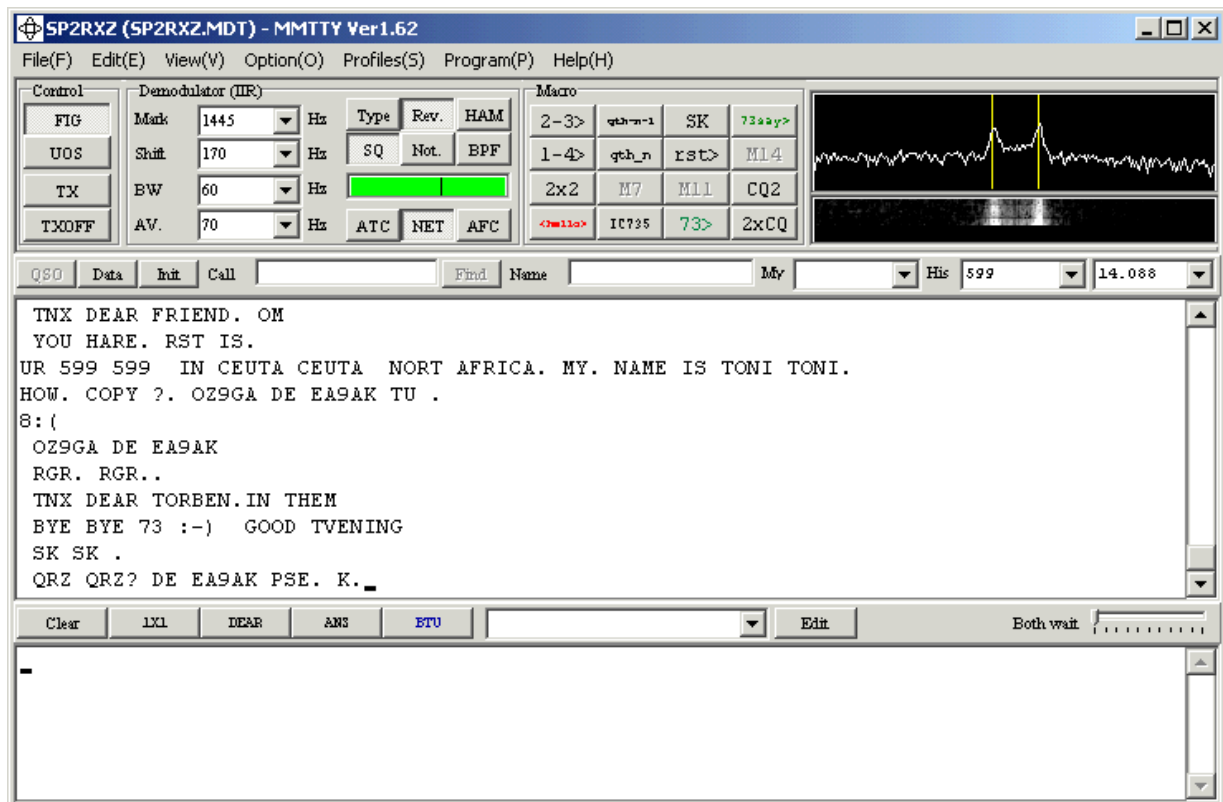 SP2RXZ (SP2RXZ.MDT) - MMTTY Ver1.62
File(F) Edit(E) View(V) Option(O) Profiles(S) Program(P) Help(H)
Control Demodulator (IIR) Macro
FIG Mark 1445 Hz Type Rev. HAM 2-3> qth-n-1 SK 73aay>
UOS Shift 170 Hz SQ Not. BPF 1-4> qth_n rst> M14
TX BW 60 Hz 2x2 M7 M11 CQ2
TXOFF AV. 70 Hz ATC NET AFC <hello> IC735 73> 2xCQ
QSO Data Init Call Find Name My His 599 14.088
TNX DEAR FRIEND. OM
YOU HARE. RST IS.
UR 599 599 IN CEUTA CEUTA NORT AFRICA. MY. NAME IS TONI TONI.
HOW. COPY ?. OZ9GA DE EA9AK TU .
8:(
OZ9GA DE EA9AK
RGR. RGR..
TNX DEAR TORBEN.IN THEM
BYE BYE 73 :-) GOOD TVENING
SK SK .
QRZ QRZ? DE EA9AK PSE. K.
Clear 1X1 DEAR ANS BTU Edit Both wait